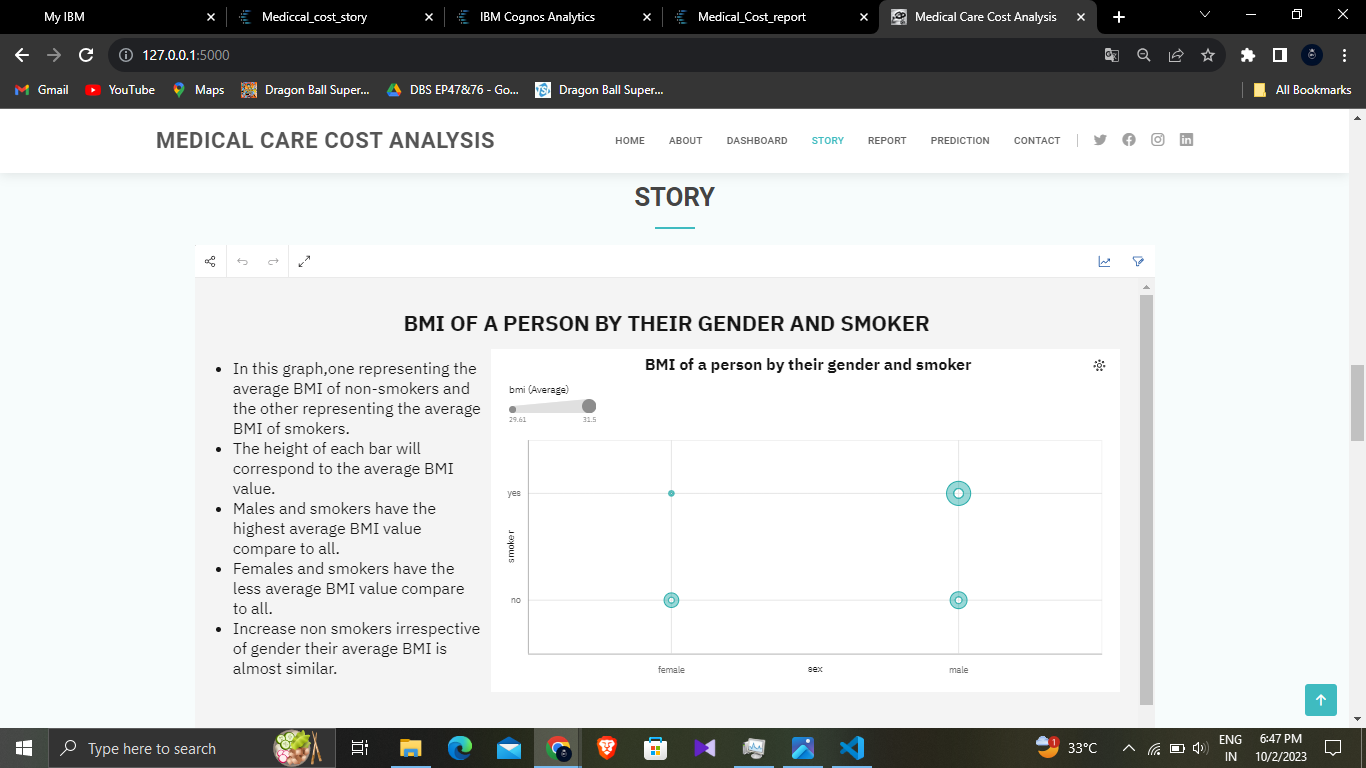 My IBM
Mediccal_cost_story
IBM Cognos Analytics
Medical_Cost_report
Medical Care Cost Analysis
127.0.0.1:5000
Gmail
YouTube
Maps
Dragon Ball Super...
DBS EP47&76 - Go...
Dragon Ball Super...
All Bookmarks
MEDICAL CARE COST ANALYSIS
HOME
ABOUT
DASHBOARD
STORY
REPORT
PREDICTION
CONTACT
STORY
BMI OF A PERSON BY THEIR GENDER AND SMOKER
In this graph,one representing the
average BMI of non-smokers and
the other representing the average
BMI of smokers.
The height of each bar will
correspond to the average BMI
value.
Males and smokers have the
highest average BMI value
compare to all.
Females and smokers have the
less average BMI value compare
to all.
Increase non smokers irrespective
of gender their average BMI is
almost similar.
BMI of a person by their gender and smoker
bmi (Average)
29.61
31.5
yes
smoker
no
female
sex
male
Type here to search
1
33°C
ENG
IN
6:47 PM
10/2/2023